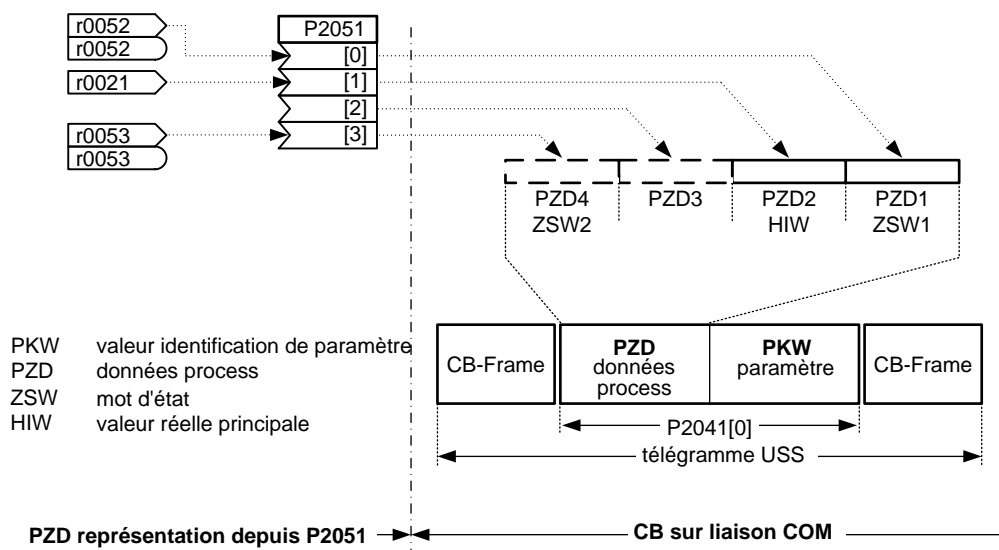 r0052
r0052
r0021
r0053
r0053
P2051
[0]
[1]
[2]
[3]
PZD4
ZSW2
PZD3
PZD2
HIW
PZD1
ZSW1
PKW valeur identification de paramètre
PZD données process
ZSW mot d'état
HIW valeur réelle principale
CB-Frame
PZD
données
process
PKW
paramètre
CB-Frame
P2041[0]
télégramme USS
PZD représentation depuis P2051
CB sur liaison COM